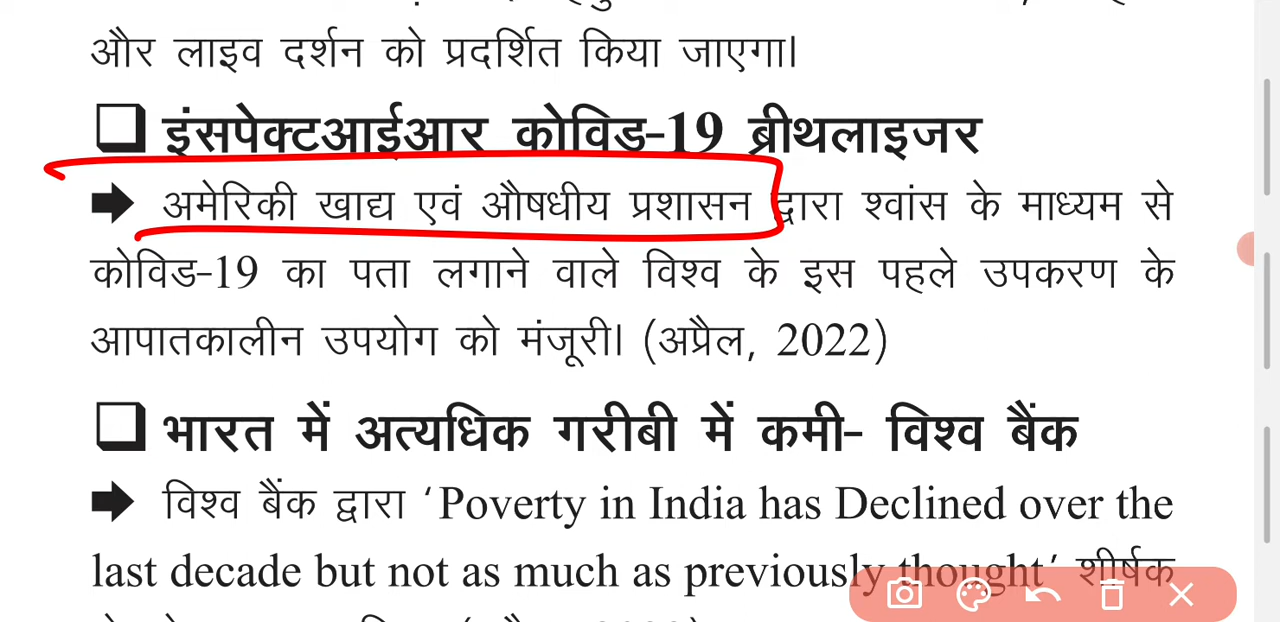 और लाइव दर्शन को प्रदर्शित किया जाएगा।
इंसपेक्टआईआर कोविड-19 ब्रीथलाइजर
अमेरिकी खाद्य एवं औषधीय प्रशासन द्वारा श्वांस के माध्यम से
कोविड-19 का पता लगाने वाले विश्व के इस पहले उपकरण के
आपातकालीन उपयोग को मंजूरी। (अप्रैल, 2022)
भारत में अत्यधिक गरीबी में कमी- विश्व बैंक
विश्व बैंक द्वारा ‘Poverty in India has Declined over the
last decade but not as much as previously thought’ शीर्षक